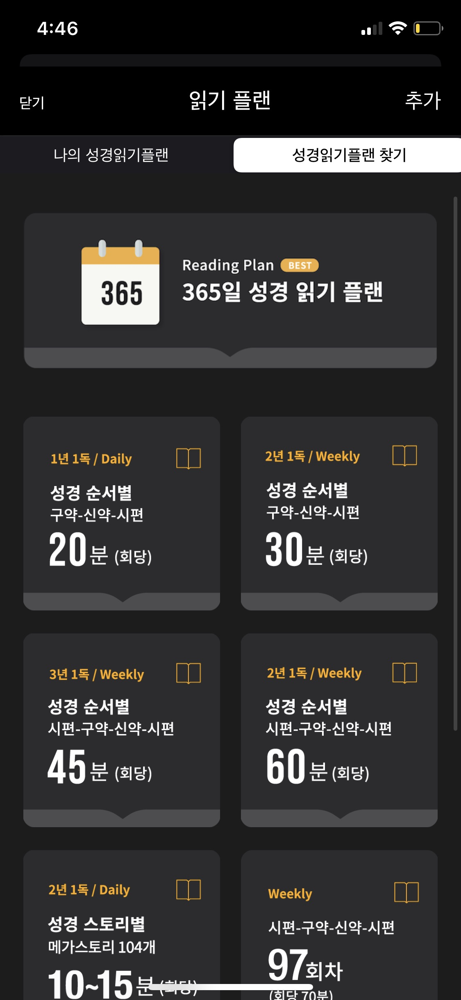 4:46
닫기
읽기 플랜
추가
나의 성경읽기플랜
성경읽기플랜 찾기
365
Reading Plan BEST
365일 성경 읽기 플랜
1년 1독 / Daily
성경 순서별
구약-신약-시편
20분 (회당)
2년 1독 / Weekly
성경 순서별
구약-신약-시편
30분 (회당)
3년 1독 / Weekly
성경 순서별
시편-구약-신약-시편
45분 (회당)
2년 1독 / Weekly
성경 순서별
시편-구약-신약-시편
60분 (회당)
2년 1독 / Daily
성경 스토리별
메가스토리 104개
10~15분 (회당)
Weekly
시편-구약-신약-시편
97회차
(회당 70분)